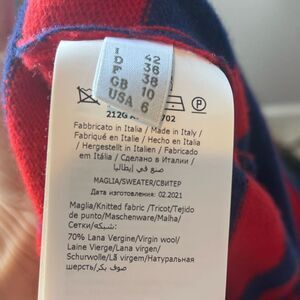 I 42
D 36
F 38
GB 10
USA 6
212G 702
Fabbricato in Italia / Made in Italy /
Fabriqué en Italie / Hecho en Italia
/ Hergestellt in Italien / Fabricado
em Itália / Сделано в Италии /
صنع في إيطاليا
MAGLIA/SWEATER/СВИТЕР
Дата изготовления: 02.2021
Maglia/Knitted fabric /Tricot/Tejido
de punto/Maschenware/Malha/
Сетки/شبكة:
70% Lana Vergine/Virgin wool/
Laine vierge/Lana virgen/
Schurwolle/Lã virgem/Натуральная
шерсть/صوف بكر